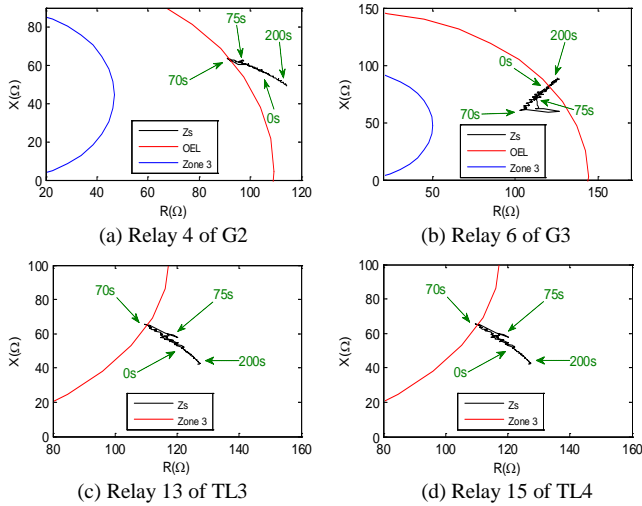 X(Ω)
100
80
60
40
20
0
20
40
60
80
100
120
R(Ω)
75s
200s
70s
0s
Zs
OEL
Zone 3
(a) Relay 4 of G2
X(Ω)
150
100
50
0
50
100
150
R(Ω)
200s
0s
70s
75s
Zs
OEL
Zone 3
(b) Relay 6 of G3
X(Ω)
100
80
60
40
20
0
80
100
120
140
160
R(Ω)
70s
75s
0s
200s
Zs
Zone 3
(c) Relay 13 of TL3
X(Ω)
100
80
60
40
20
0
80
100
120
140
160
R(Ω)
70s
75s
0s
200s
Zs
Zone 3
(d) Relay 15 of TL4